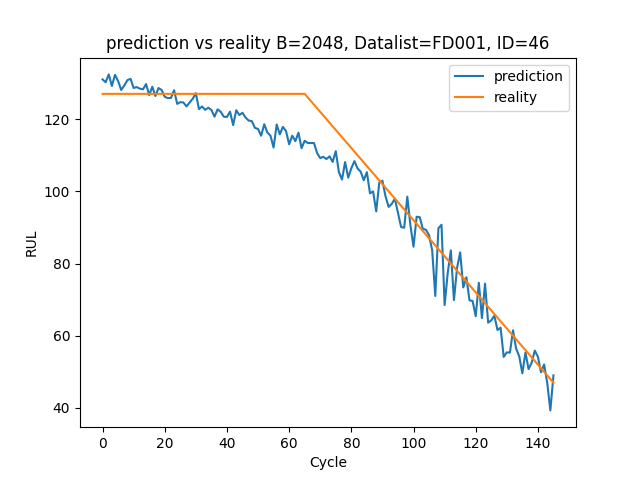 prediction vs reality B=2048, Datalist=FD001, ID=46
prediction
reality
120
100
80
60
40
RUL
0 20 40 60 80 100 120 140
Cycle